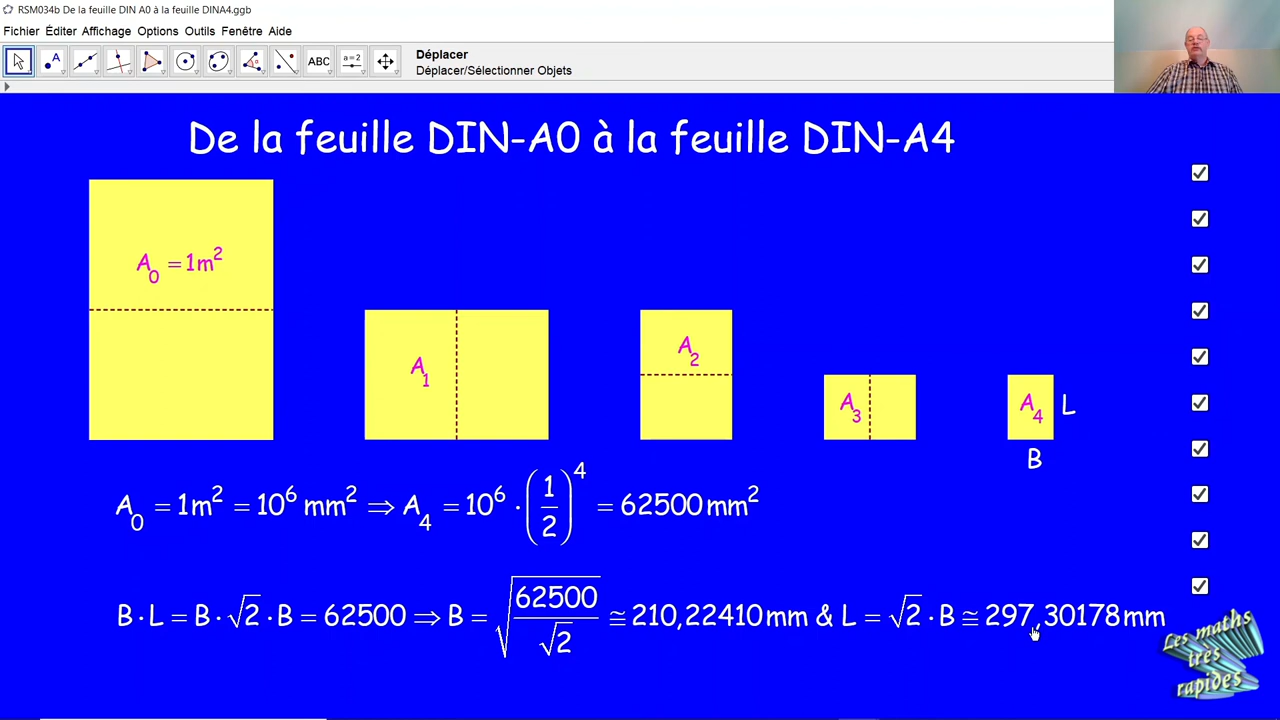 RSM034b De la feuille DIN A0 à la feuille DINA4.ggb
Fichier Éditer Affichage Options Outils Fenêtre Aide
A ABC a=2 Déplacer
Déplacer/Sélectionner Objets
De la feuille DIN-A0 à la feuille DIN-A4
A₀ = 1m²
A₁
A₂
A₃
A₄ L
B
A₀ = 1m² = 10⁶ mm² ⇒ A₄ = 10⁶ · (1/2)⁴ = 62500 mm²
B · L = B · √2 · B = 62500 ⇒ B = √(62500/√2) ≅ 210,22410 mm & L = √2 · B ≅ 297,30178 mm
Les maths
très
rapides